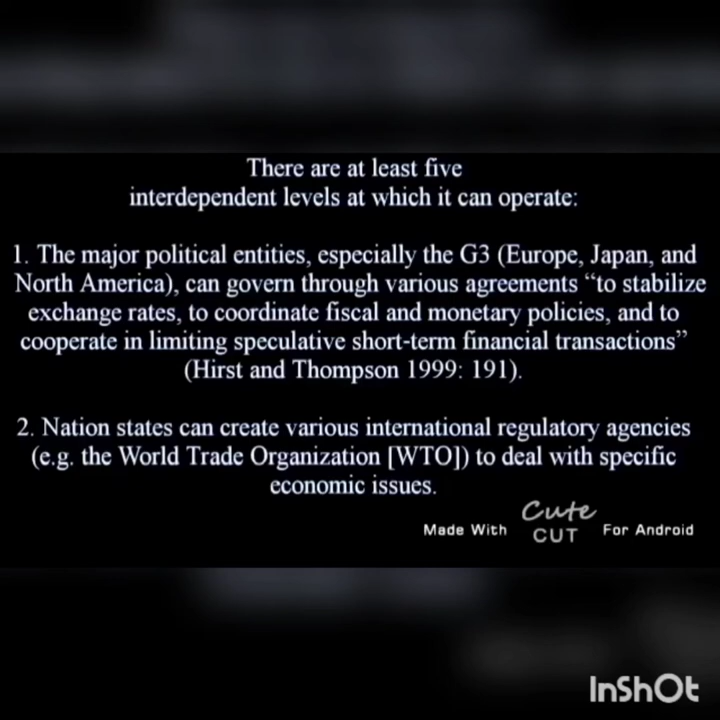 There are at least five
interdependent levels at which it can operate:
1. The major political entities, especially the G3 (Europe, Japan, and
North America), can govern through various agreements “to stabilize
exchange rates, to coordinate fiscal and monetary policies, and to
cooperate in limiting speculative short-term financial transactions”
(Hirst and Thompson 1999: 191).
2. Nation states can create various international regulatory agencies
(e.g. the World Trade Organization [WTO]) to deal with specific
economic issues.
Made With Cute CUT For Android
InShOt